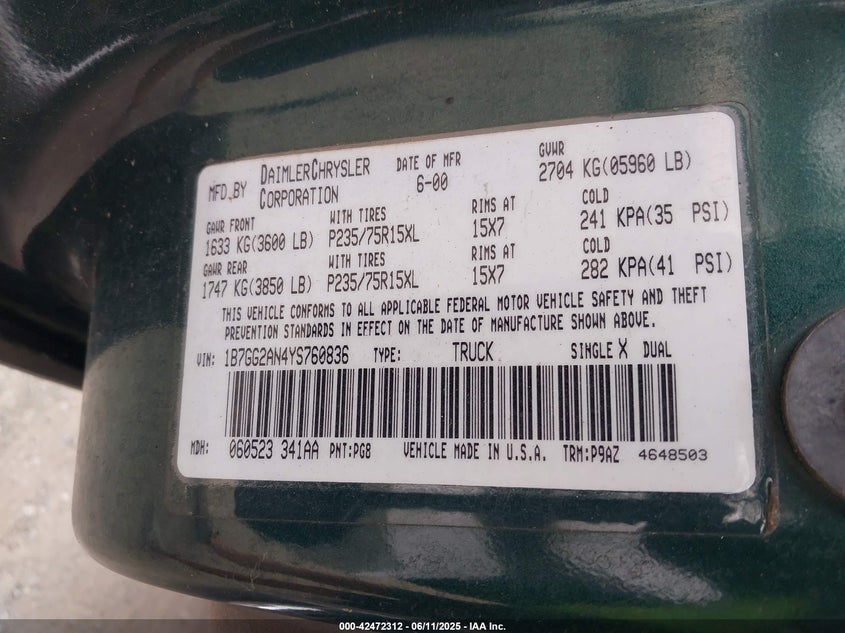 MFD.BY DAIMLERCHRYSLER CORPORATION DATE OF MFR 6-00 GVWR 2704 KG(05960 LB)
GAWR FRONT WITH TIRES RIMS AT COLD
1633 KG(3600 LB) P235/75R15XL 15X7 241 KPA(35 PSI)
GAWR REAR WITH TIRES RIMS AT COLD
1747 KG(3850 LB) P235/75R15XL 15X7 282 KPA(41 PSI)
THIS VEHICLE CONFORMS TO ALL APPLICABLE FEDERAL MOTOR VEHICLE SAFETY AND THEFT
PREVENTION STANDARDS IN EFFECT ON THE DATE OF MANUFACTURE SHOWN ABOVE.
VIN: 1B7GG2AN4YS760836 TYPE: TRUCK SINGLE X DUAL
MDH: 060523 341AA PNT:PG8 VEHICLE MADE IN U.S.A. TRM:P9AZ 4648503
000-42472312 - 06/11/2025 - IAA Inc.